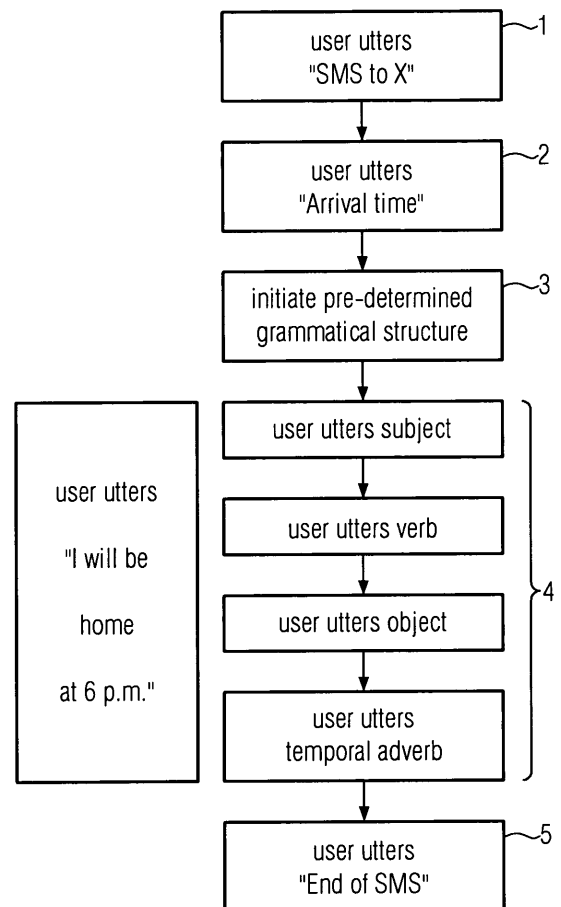 user utters
"SMS to X"
1
user utters
"Arrival time"
2
initiate pre-determined
grammatical structure
3
user utters
"I will be
home
at 6 p.m."
user utters subject
user utters verb
user utters object
user utters
temporal adverb
4
user utters
"End of SMS"
5